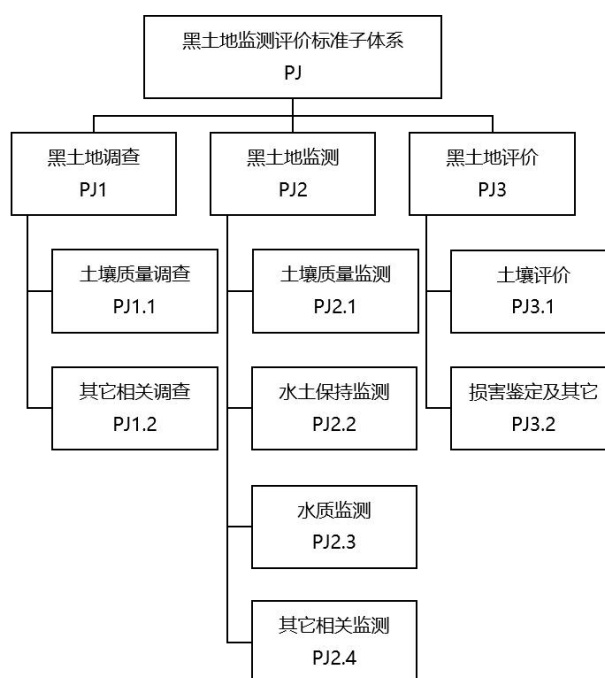 黑土地监测评价标准子体系
PJ
黑土地调查
PJ1
黑土地监测
PJ2
黑土地评价
PJ3
土壤质量调查
PJ1.1
土壤质量监测
PJ2.1
土壤评价
PJ3.1
其它相关调查
PJ1.2
水土保持监测
PJ2.2
损害鉴定及其它
PJ3.2
水质监测
PJ2.3
其它相关监测
PJ2.4